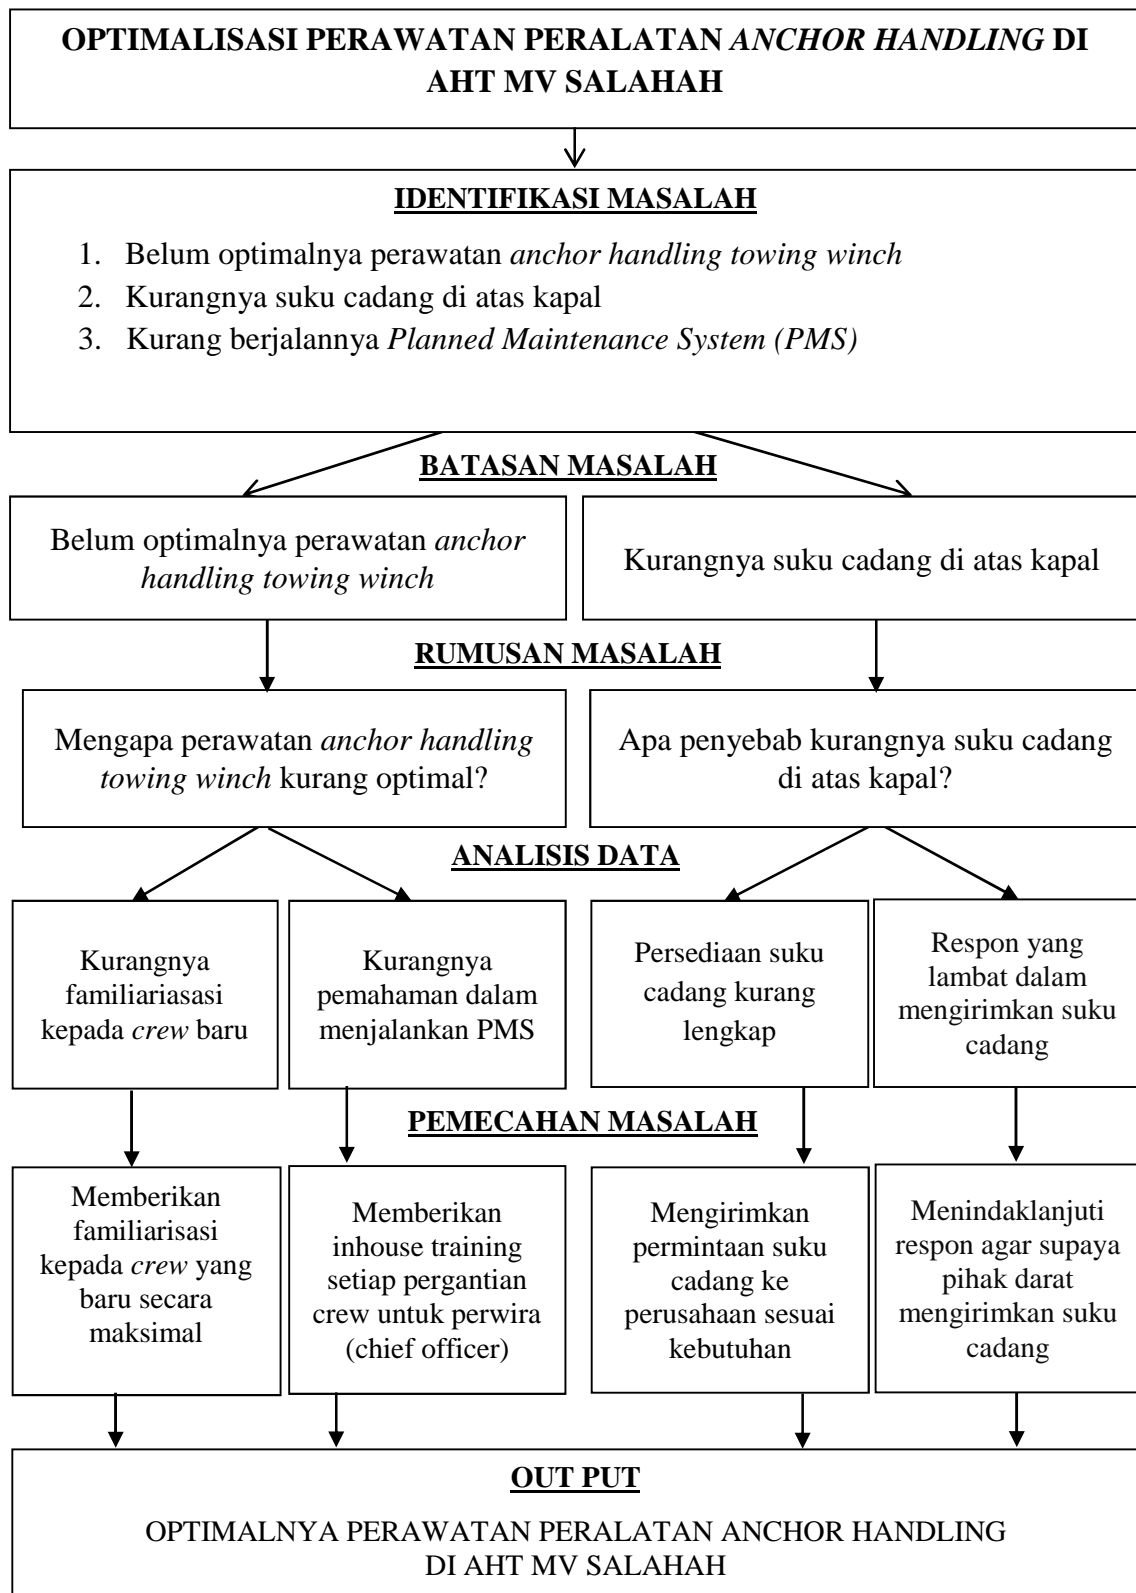 OPTIMALISASI PERAWATAN PERALATAN ANCHOR HANDLING DI
AHT MV SALAHAH
IDENTIFIKASI MASALAH
1. Belum optimalnya perawatan anchor handling towing winch
2. Kurangnya suku cadang di atas kapal
3. Kurang berjalannya Planned Maintenance System (PMS)
BATASAN MASALAH
Belum optimalnya perawatan anchor
handling towing winch
Kurangnya suku cadang di atas kapal
RUMUSAN MASALAH
Mengapa perawatan anchor handling
towing winch kurang optimal?
Apa penyebab kurangnya suku cadang
di atas kapal?
ANALISIS DATA
Kurangnya
familiariasasi
kepada crew baru
Kurangnya
pemahaman dalam
menjalankan PMS
Persediaan suku
cadang kurang
lengkap
Respon yang
lambat dalam
mengirimkan suku
cadang
PEMECAHAN MASALAH
Memberikan
familiarisasi
kepada crew yang
baru secara
maksimal
Memberikan
inhouse training
setiap pergantian
crew untuk perwira
(chief officer)
Mengirimkan
permintaan suku
cadang ke
perusahaan sesuai
kebutuhan
Menindaklanjuti
respon agar supaya
pihak darat
mengirimkan suku
cadang
OUT PUT
OPTIMALNYA PERAWATAN PERALATAN ANCHOR HANDLING
DI AHT MV SALAHAH